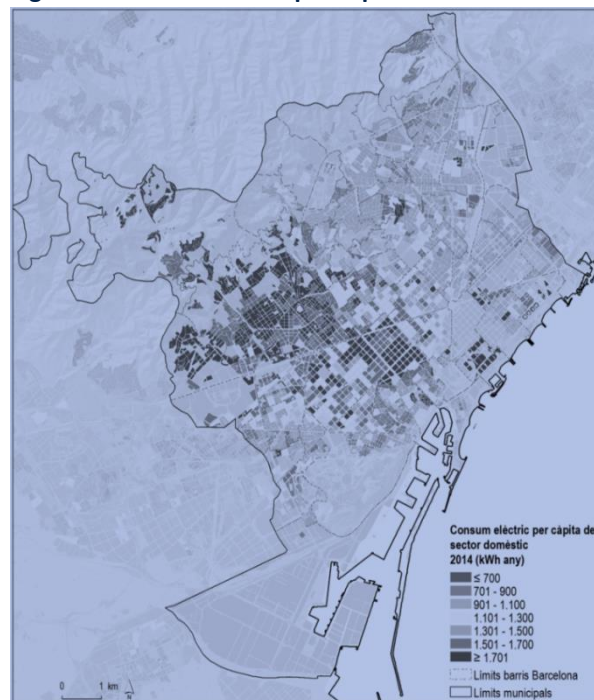 Consum elèctric per càpita de
sector domèstic
2014 (kWh any)
≤ 700
701 - 900
901 - 1.100
1.101 - 1.300
1.301 - 1.500
1.501 - 1.700
≥ 1.701
Límits barris Barcelona
Límits municipals
0 1 km
N